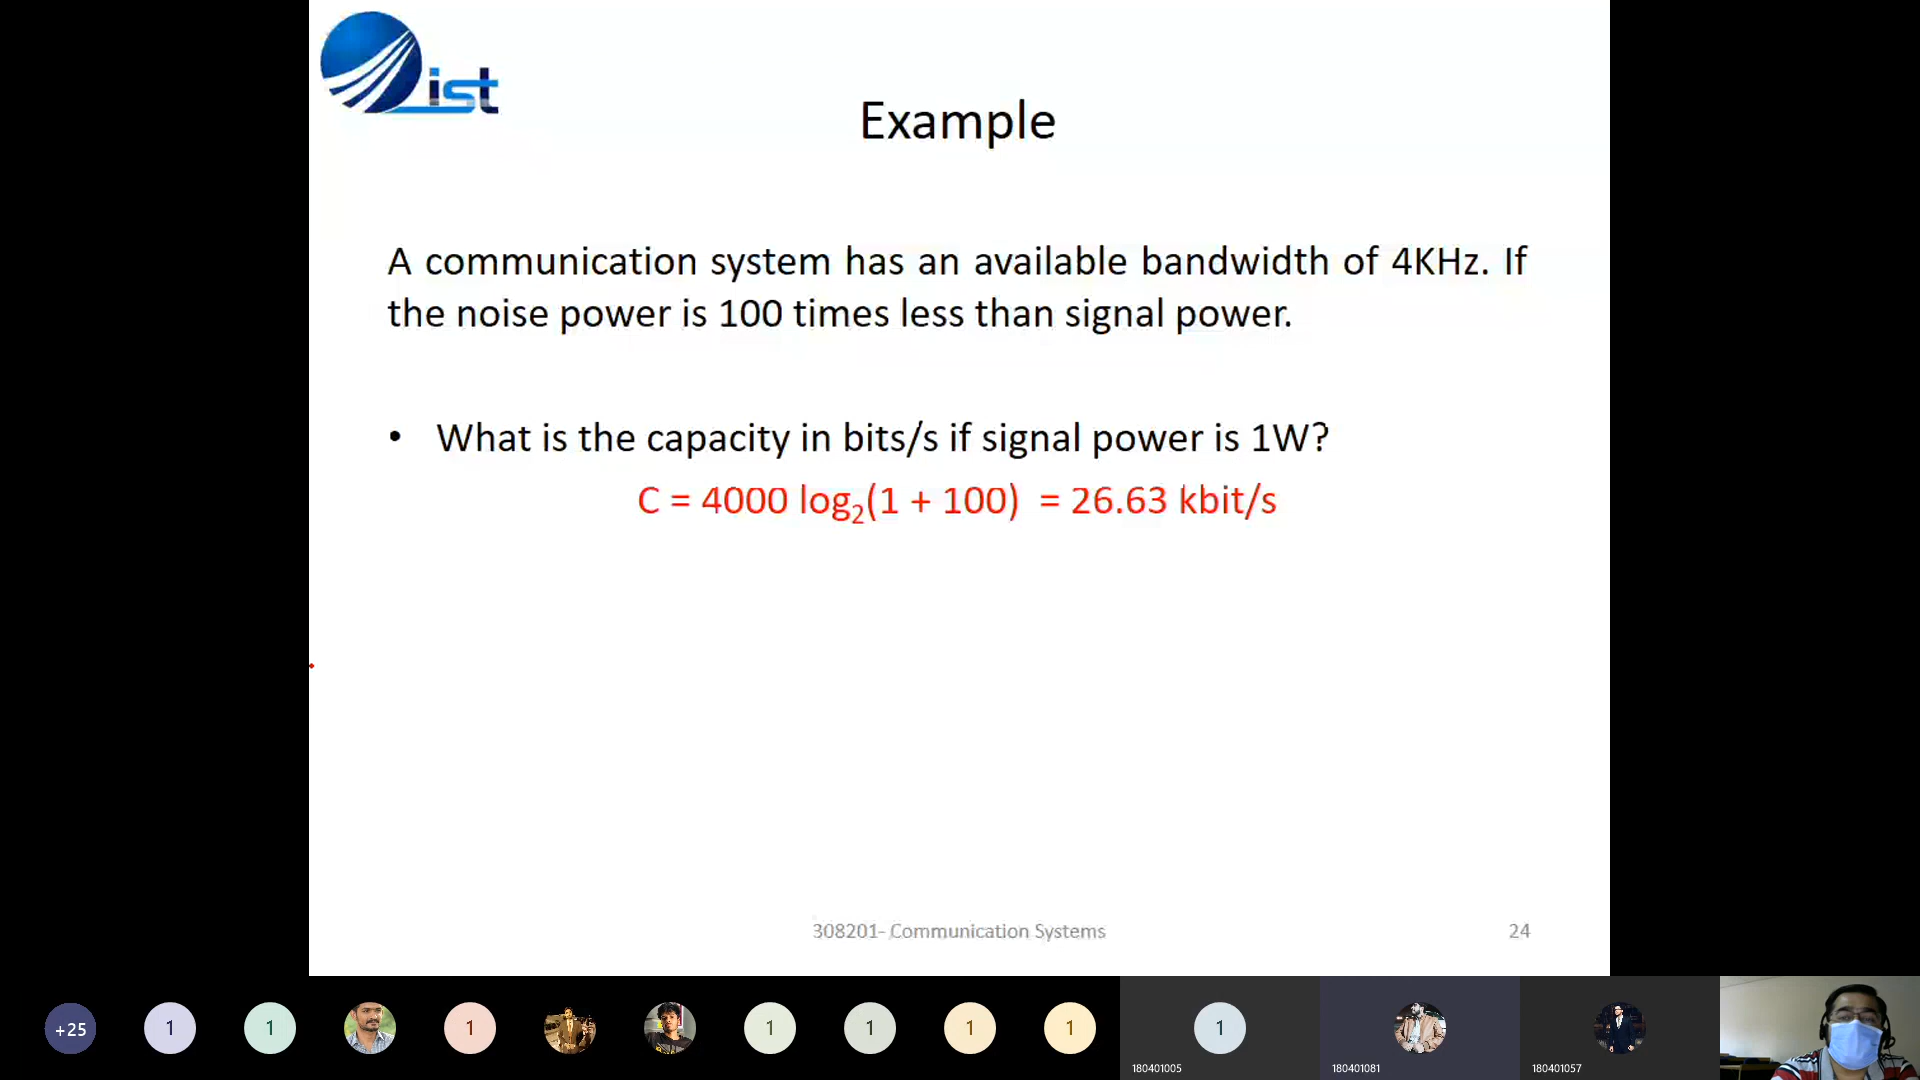 ist
Example
A communication system has an available bandwidth of 4KHz. If
the noise power is 100 times less than signal power.
• What is the capacity in bits/s if signal power is 1W?
C = 4000 log₂(1 + 100) = 26.63 kbit/s
308201- Communication Systems
24
+25
1
1
1
1
1
1
1
1
180401005
180401081
180401057